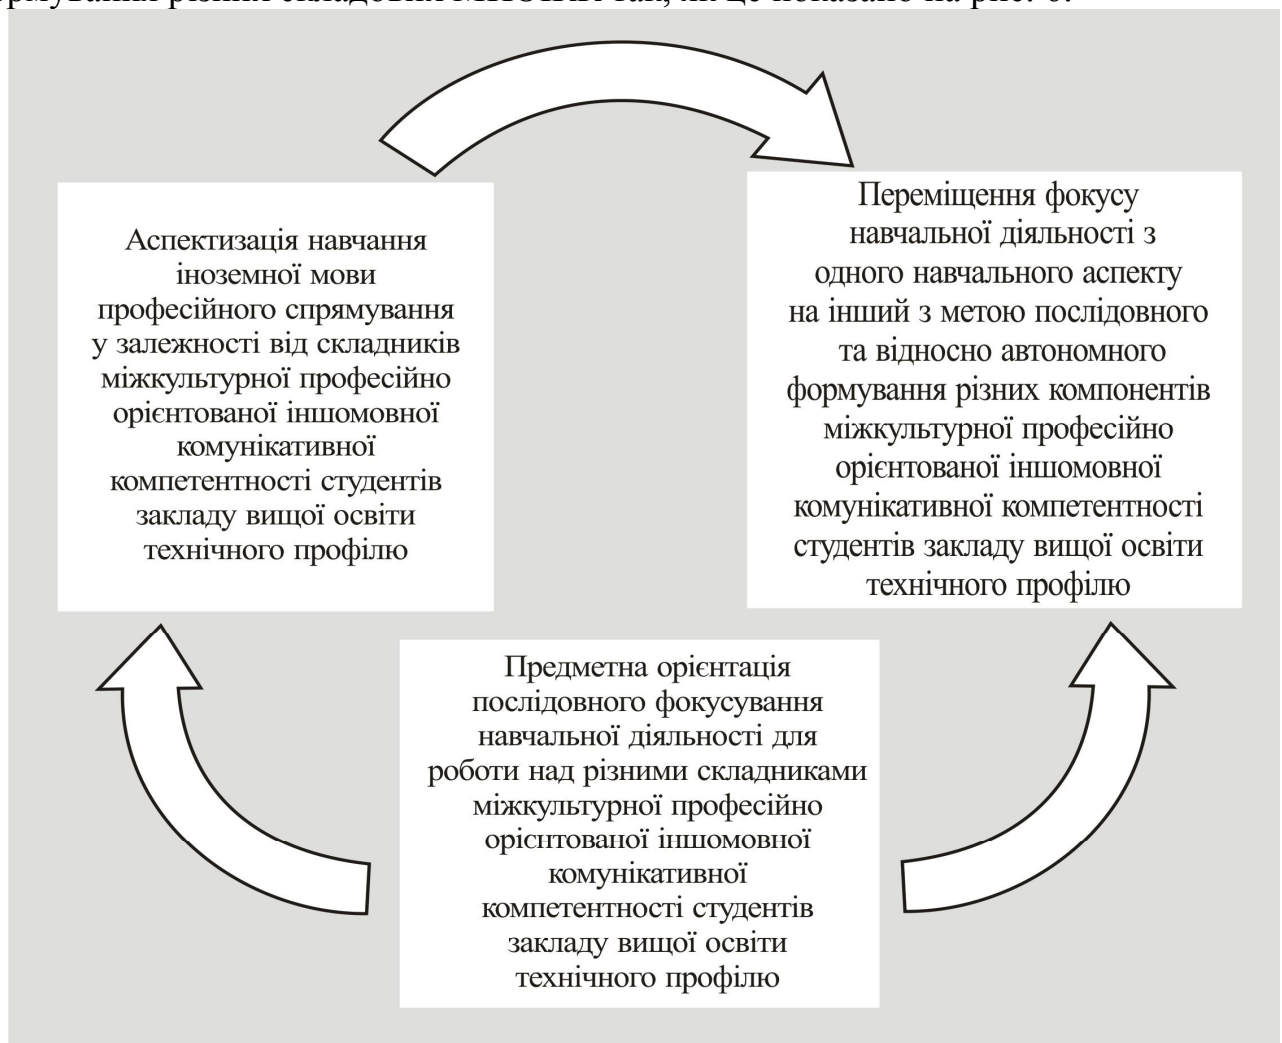 Аспектизація навчання
іноземної мови
професійного спрямування
у залежності від складників
міжкультурної професійно
орієнтованої іншомовної
комунікативної
компетентності студентів
закладу вищої освіти
технічного профілю
Переміщення фокусу
навчальної діяльності з
одного навчального аспекту
на інший з метою послідовного
та відносно автономного
формування різних компонентів
міжкультурної професійно
орієнтованої іншомовної
комунікативної компетентності
студентів закладу вищої освіти
технічного профілю
Предметна орієнтація
послідовного фокусування
навчальної діяльності для
роботи над різними складниками
міжкультурної професійно
орієнтованої іншомовної
комунікативної
компетентності студентів
закладу вищої освіти
технічного профілю